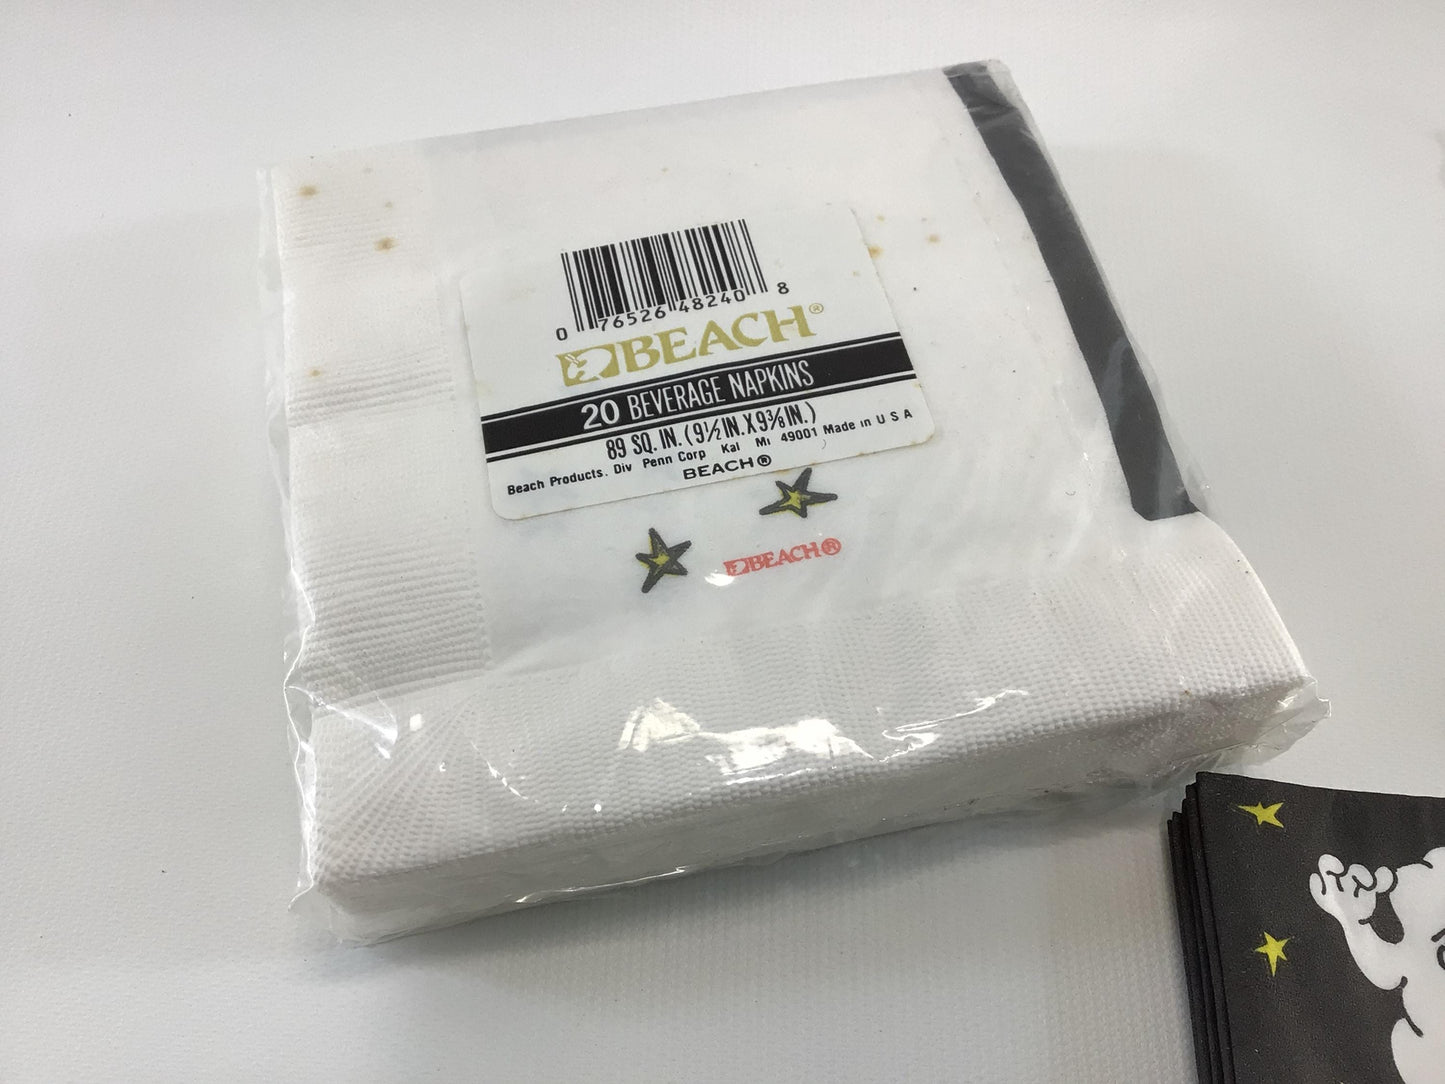 0 76526 48240 8
BEACH®
20 BEVERAGE NAPKINS
89 SQ. IN. (9½ IN. X 9⅜ IN.)
Beach Products. Div Penn Corp Kal Mi 49001 Made in U S A
BEACH®
BEACH®